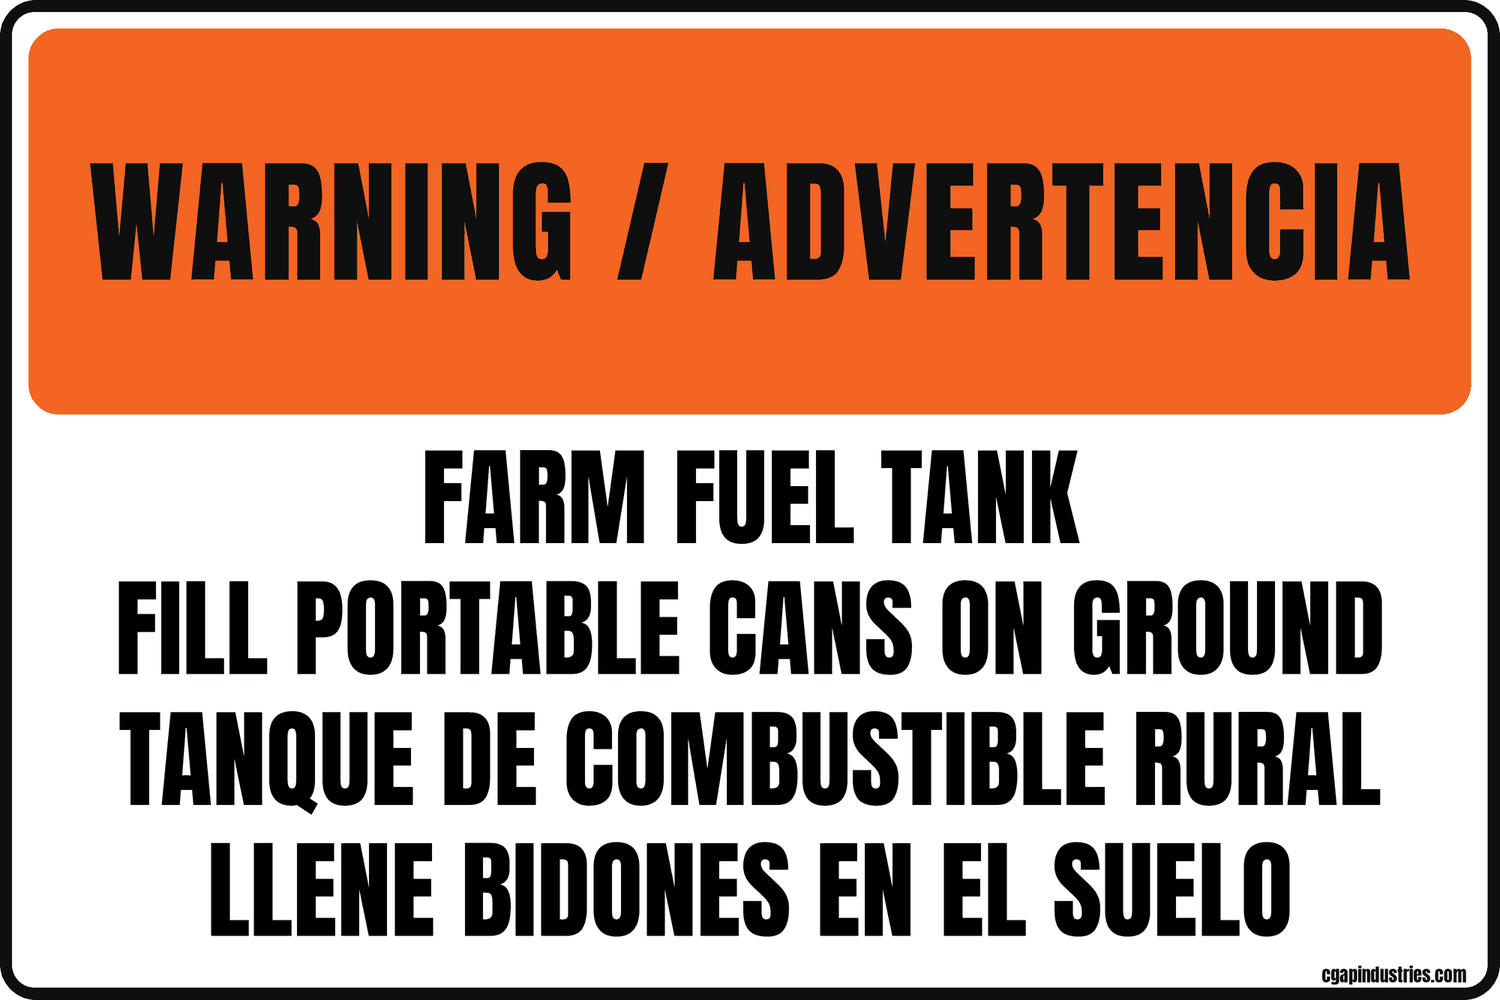 WARNING / ADVERTENCIA
FARM FUEL TANK
FILL PORTABLE CANS ON GROUND
TANQUE DE COMBUSTIBLE RURAL
LLENE BIDONES EN EL SUELO
cgapindustries.com